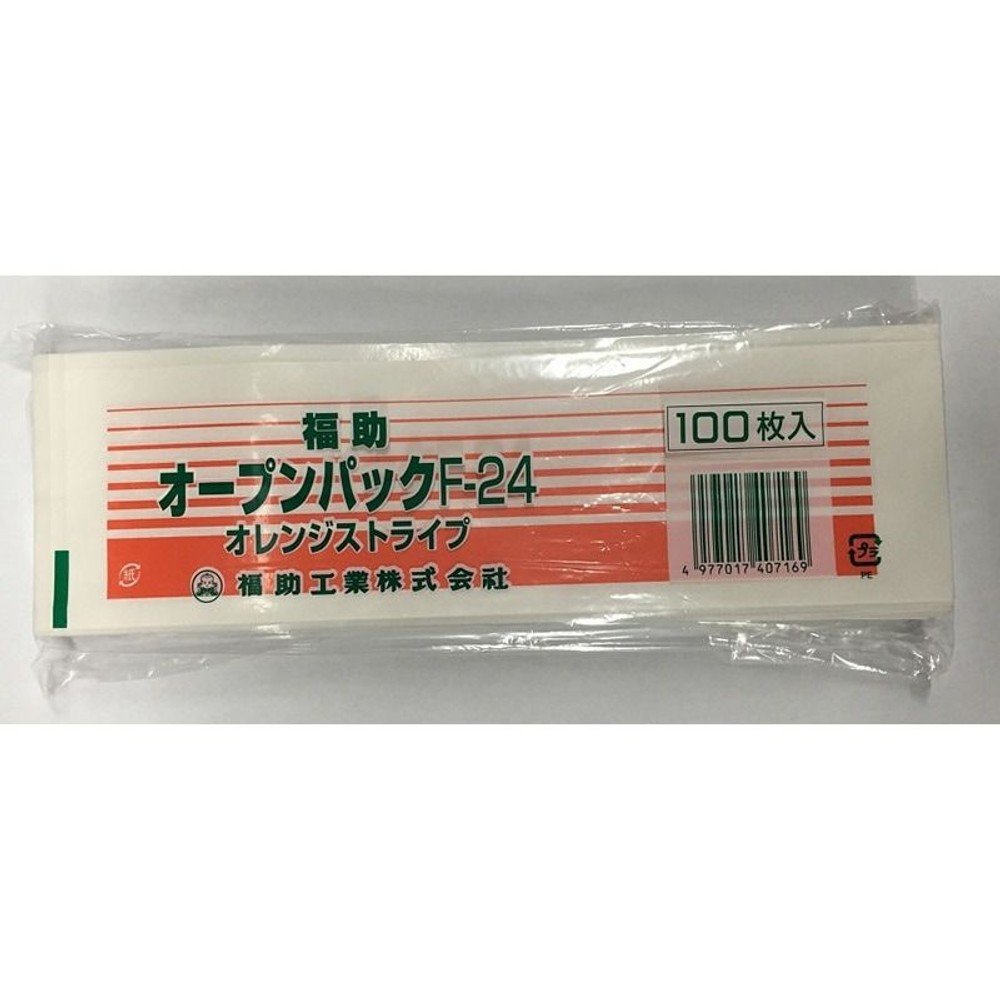 福助
100枚入
オープンパックF-24
オレンジストライプ
福助工業株式会社
4 977017 407169
紙
プラ
PE